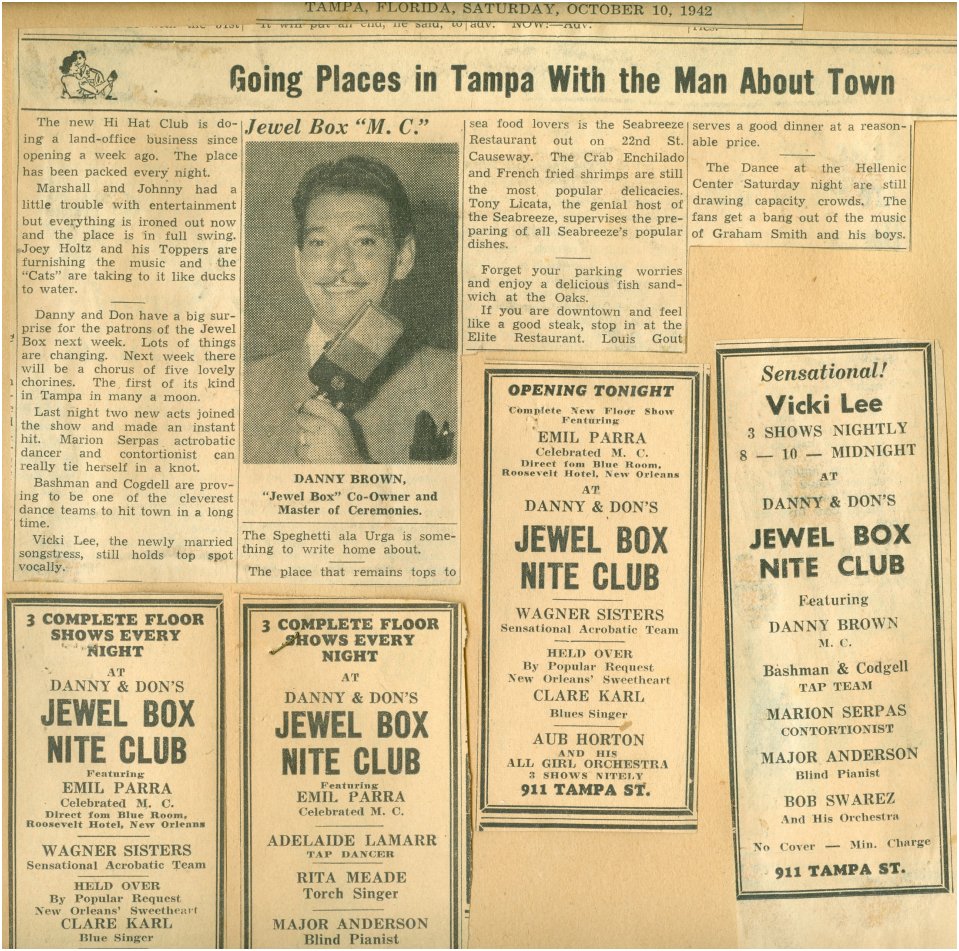 TAMPA, FLORIDA, SATURDAY, OCTOBER 10, 1942
it will put an end, he said, to
adv. NOW!—Adv.
Going Places in Tampa With the Man About Town
The new Hi Hat Club is do-
ing a land-office business since
opening a week ago. The place
has been packed every night.
Marshall and Johnny had a
little trouble with entertainment
but everything is ironed out now
and the place is in full swing.
Joey Holtz and his Toppers are
furnishing the music and the
"Cats" are taking to it like ducks
to water.
Danny and Don have a big sur-
prise for the patrons of the Jewel
Box next week. Lots of things
are changing. Next week there
will be a chorus of five lovely
chorines. The first of its kind
in Tampa in many a moon.
Last night two new acts joined
the show and made an instant
hit. Marion Serpas actrobatic
dancer and contortionist can
really tie herself in a knot.
Bashman and Cogdell are prov-
ing to be one of the cleverest
dance teams to hit town in a long
time.
Vicki Lee, the newly married
songstress, still holds top spot
vocally.
Jewel Box "M. C."
DANNY BROWN,
"Jewel Box" Co-Owner and
Master of Ceremonies.
The Speghetti ala Urga is some-
thing to write home about.
The place that remains tops to
sea food lovers is the Seabreeze
Restaurant out on 22nd St.
Causeway. The Crab Enchilado
and French fried shrimps are still
the most popular delicacies.
Tony Licata, the genial host of
the Seabreeze, supervises the pre-
paring of all Seabreeze's popular
dishes.
Forget your parking worries
and enjoy a delicious fish sand-
wich at the Oaks.
If you are downtown and feel
like a good steak, stop in at the
Elite Restaurant. Louis Gout
serves a good dinner at a reason-
able price.
The Dance at the Hellenic
Center Saturday night are still
drawing capacity crowds. The
fans get a bang out of the music
of Graham Smith and his boys.
3 COMPLETE FLOOR
SHOWS EVERY
NIGHT
AT
DANNY & DON'S
JEWEL BOX
NITE CLUB
Featuring
EMIL PARRA
Celebrated M. C.
Direct fom Blue Room,
Roosevelt Hotel, New Orleans
WAGNER SISTERS
Sensational Acrobatic Team
HELD OVER
By Popular Request
New Orleans' Sweetheart
CLARE KARL
Blue Singer
3 COMPLETE FLOOR
SHOWS EVERY
NIGHT
AT
DANNY & DON'S
JEWEL BOX
NITE CLUB
Featuring
EMIL PARRA
Celebrated M. C.
ADELAIDE LAMARR
TAP DANCER
RITA MEADE
Torch Singer
MAJOR ANDERSON
Blind Pianist
OPENING TONIGHT
Complete New Floor Show
Featuring
EMIL PARRA
Celebrated M. C.
Direct fom Blue Room,
Roosevelt Hotel, New Orleans
AT
DANNY & DON'S
JEWEL BOX
NITE CLUB
WAGNER SISTERS
Sensational Acrobatic Team
HELD OVER
By Popular Request
New Orleans' Sweetheart
CLARE KARL
Blues Singer
AUB HORTON
AND HIS
ALL GIRL ORCHESTRA
3 SHOWS NITELY
911 TAMPA ST.
Sensational!
Vicki Lee
3 SHOWS NIGHTLY
8 — 10 — MIDNIGHT
AT
DANNY & DON'S
JEWEL BOX
NITE CLUB
Featuring
DANNY BROWN
M. C.
Bashman & Codgell
TAP TEAM
MARION SERPAS
CONTORTIONIST
MAJOR ANDERSON
Blind Pianist
BOB SWAREZ
And His Orchestra
No Cover — Min. Charge
911 TAMPA ST.